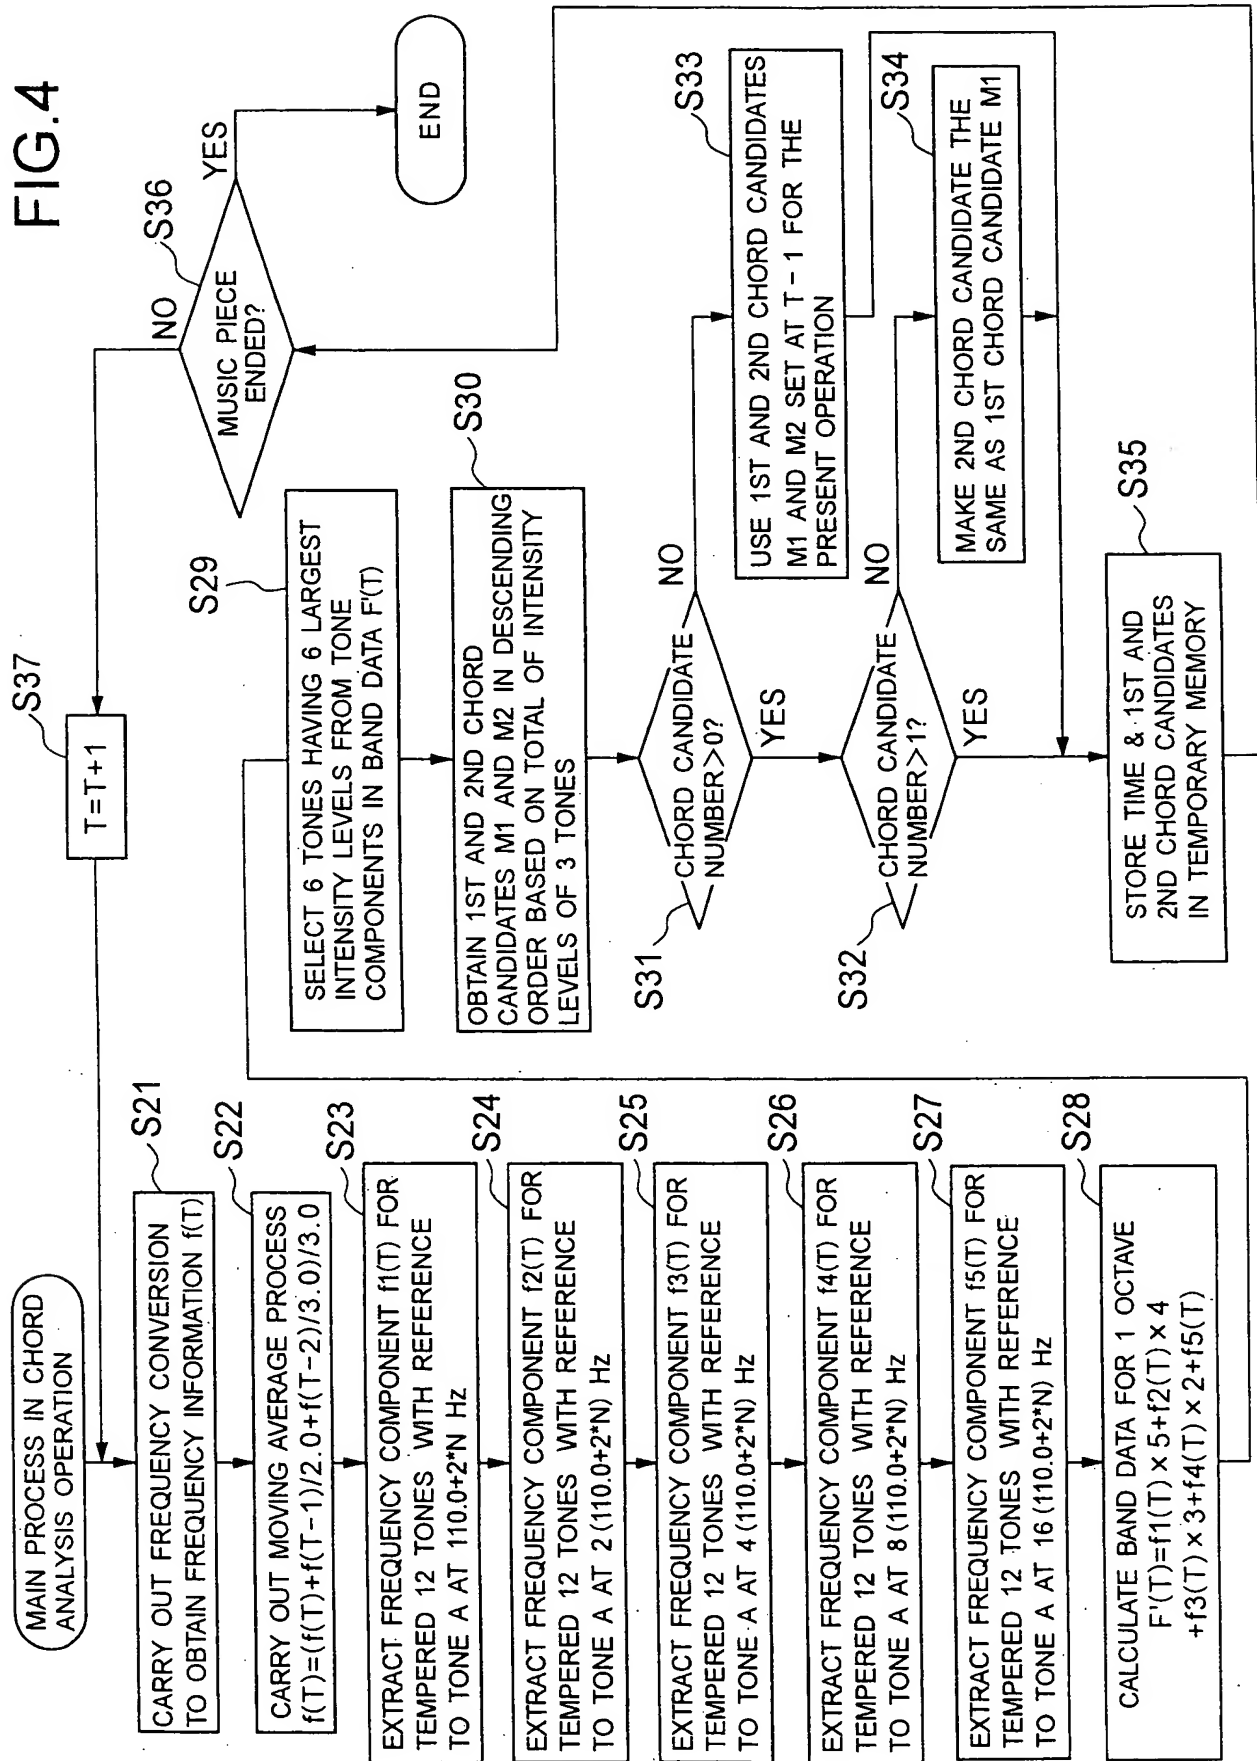 FIG.4
MAIN PROCESS IN CHORD
ANALYSIS OPERATION
S21
CARRY OUT FREQUENCY CONVERSION
TO OBTAIN FREQUENCY INFORMATION f(T)
S22
CARRY OUT MOVING AVERAGE PROCESS
f(T)=(f(T)+f(T-1)/2.0+f(T-2)/3.0)/3.0
S23
EXTRACT FREQUENCY COMPONENT f1(T) FOR
TEMPERED 12 TONES WITH REFERENCE
TO TONE A AT 110.0+2*N Hz
S24
EXTRACT FREQUENCY COMPONENT f2(T) FOR
TEMPERED 12 TONES WITH REFERENCE
TO TONE A AT 2(110.0+2*N) Hz
S25
EXTRACT FREQUENCY COMPONENT f3(T) FOR
TEMPERED 12 TONES WITH REFERENCE
TO TONE A AT 4(110.0+2*N) Hz
S26
EXTRACT FREQUENCY COMPONENT f4(T) FOR
TEMPERED 12 TONES WITH REFERENCE
TO TONE A AT 8(110.0+2*N) Hz
S27
EXTRACT FREQUENCY COMPONENT f5(T) FOR
TEMPERED 12 TONES WITH REFERENCE
TO TONE A AT 16(110.0+2*N) Hz
S28
CALCULATE BAND DATA FOR 1 OCTAVE
F'(T)=f1(T)×5+f2(T)×4
+f3(T)×3+f4(T)×2+f5(T)
S37
T=T+1
S29
SELECT 6 TONES HAVING 6 LARGEST
INTENSITY LEVELS FROM TONE
COMPONENTS IN BAND DATA F'(T)
S30
OBTAIN 1ST AND 2ND CHORD
CANDIDATES M1 AND M2 IN DESCENDING
ORDER BASED ON TOTAL OF INTENSITY
LEVELS OF 3 TONES
S31
CHORD CANDIDATE
NUMBER>0?
NO
YES
S33
USE 1ST AND 2ND CHORD CANDIDATES
M1 AND M2 SET AT T-1 FOR THE
PRESENT OPERATION
S32
CHORD CANDIDATE
NUMBER>1?
NO
YES
S34
MAKE 2ND CHORD CANDIDATE THE
SAME AS 1ST CHORD CANDIDATE M1
S35
STORE TIME & 1ST AND
2ND CHORD CANDIDATES
IN TEMPORARY MEMORY
S36
MUSIC PIECE
ENDED?
NO
YES
END